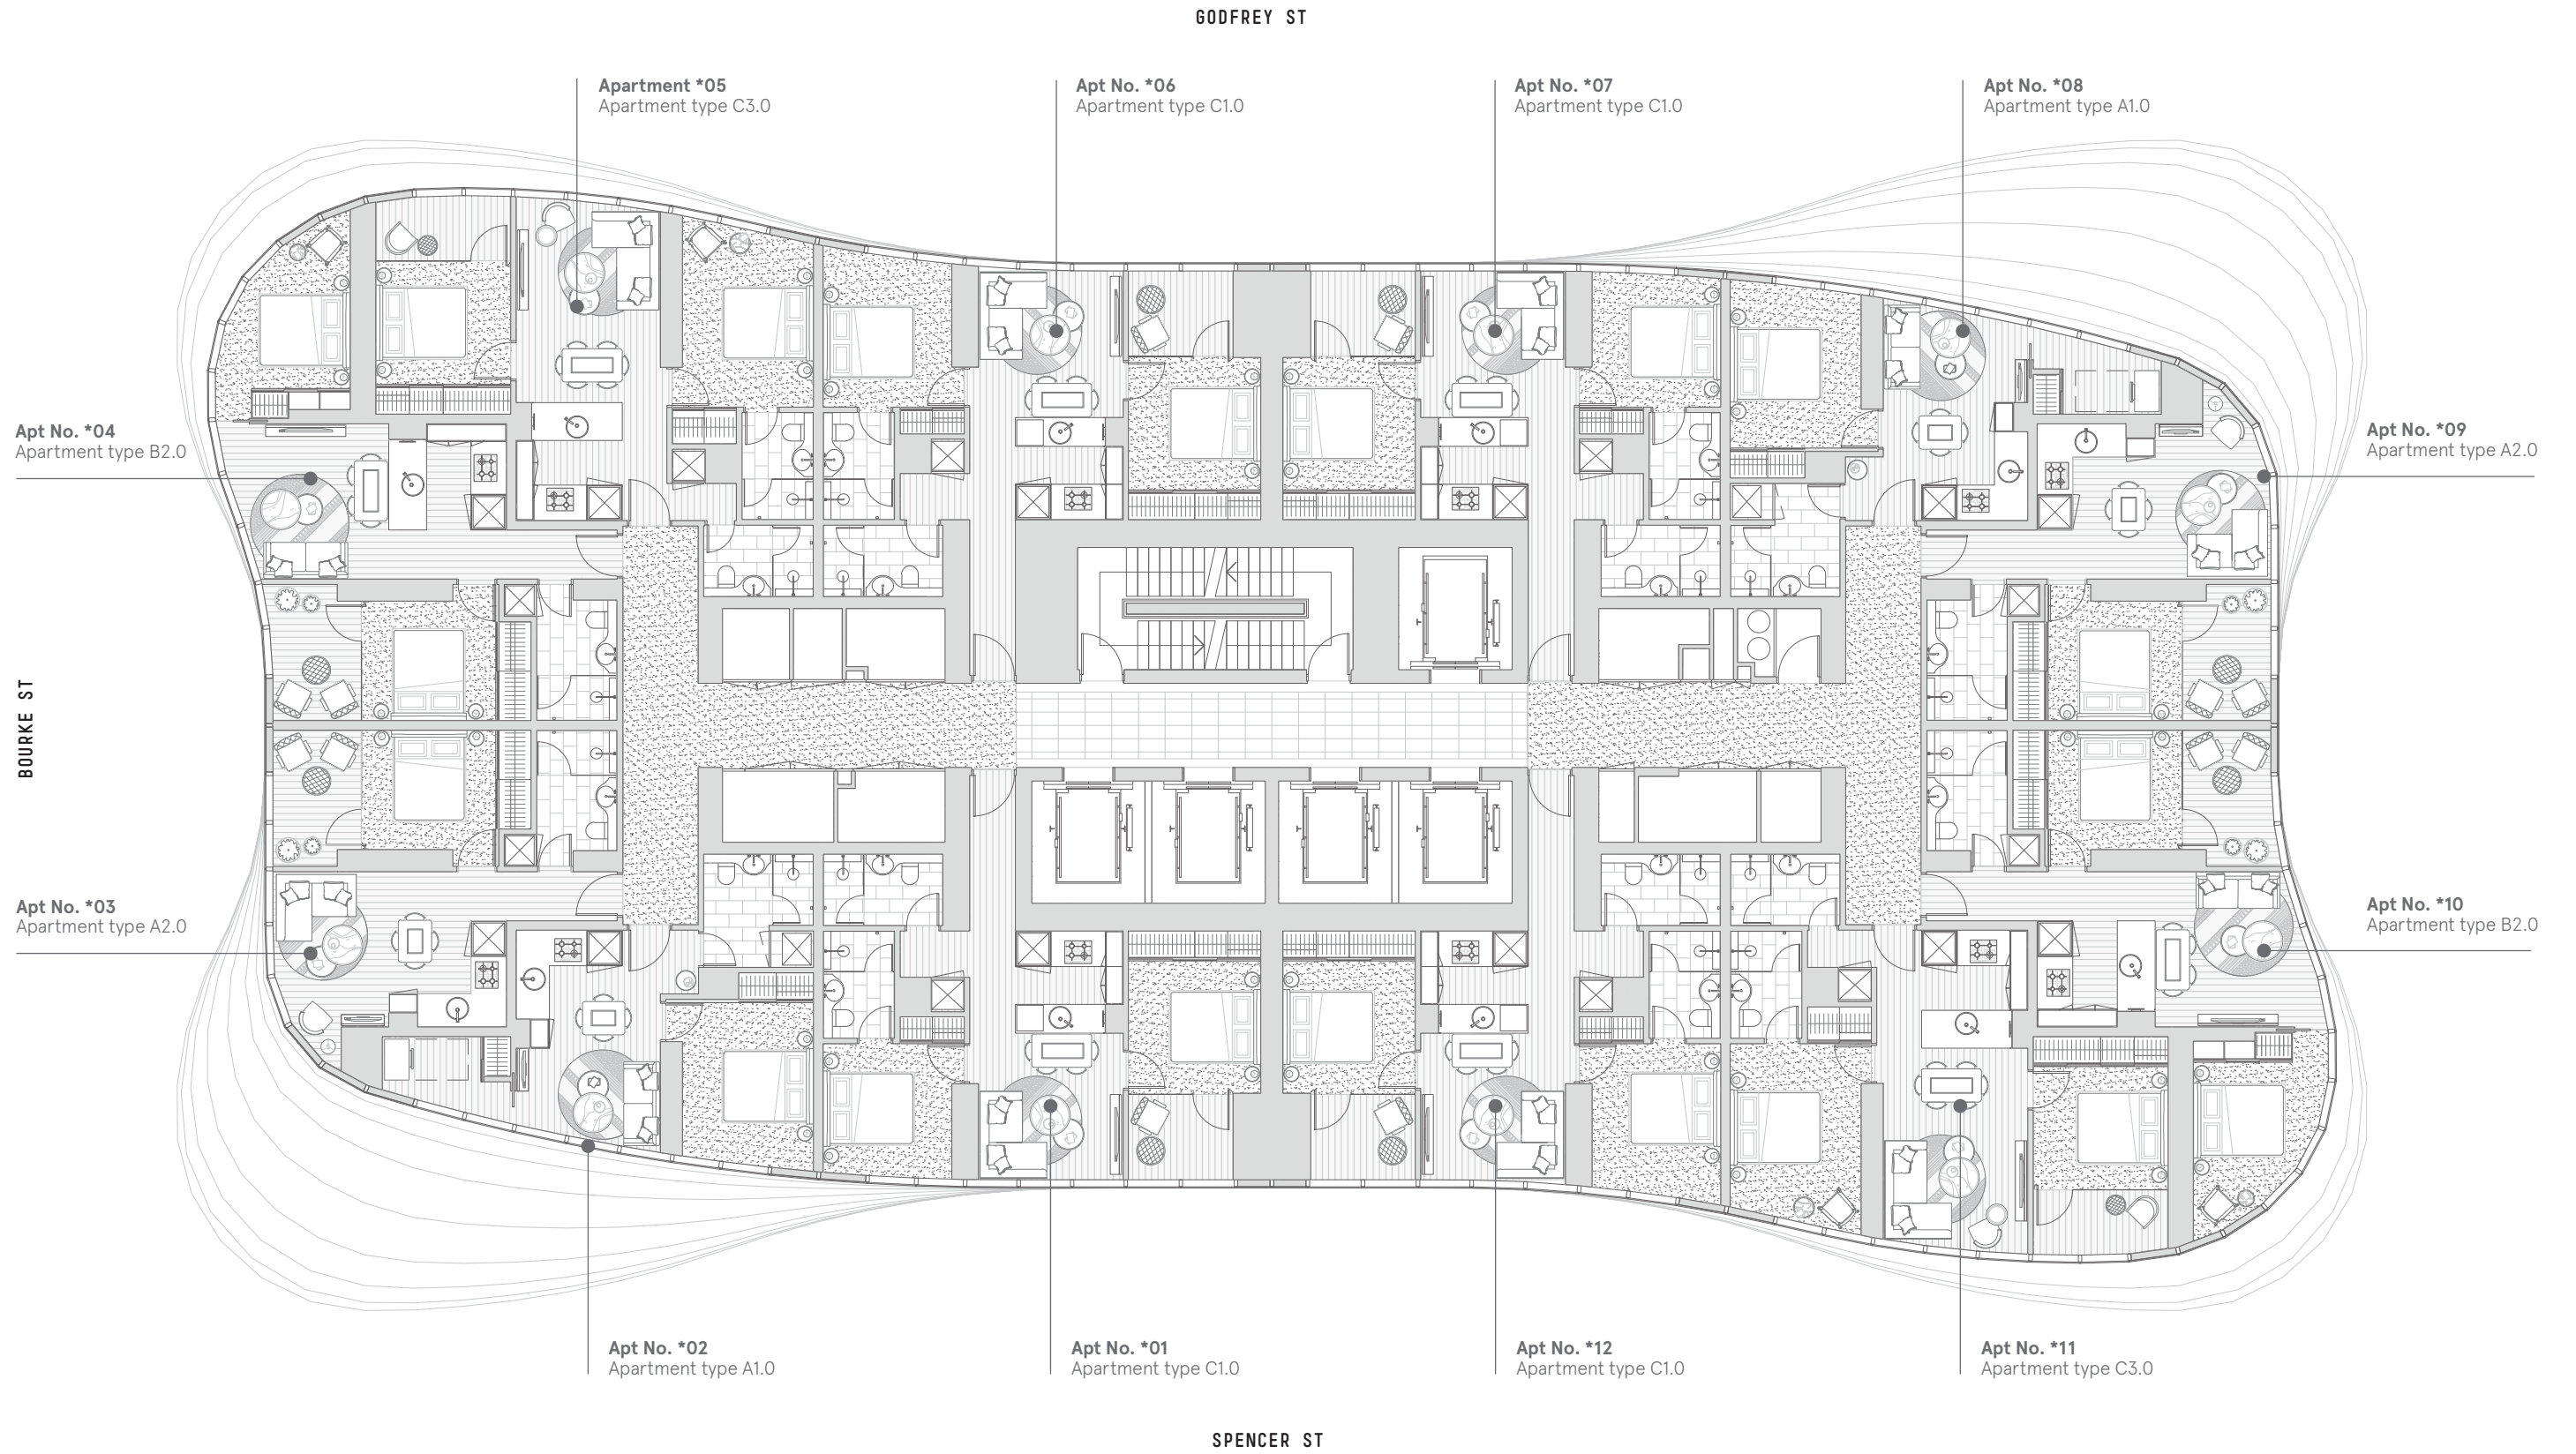 GODFREY ST
Apartment *05
Apartment type C3.0
Apt No. *06
Apartment type C1.0
Apt No. *07
Apartment type C1.0
Apt No. *08
Apartment type A1.0
Apt No. *04
Apartment type B2.0
Apt No. *09
Apartment type A2.0
BOURKE ST
Apt No. *03
Apartment type A2.0
Apt No. *10
Apartment type B2.0
Apt No. *02
Apartment type A1.0
Apt No. *01
Apartment type C1.0
Apt No. *12
Apartment type C1.0
Apt No. *11
Apartment type C3.0
SPENCER ST